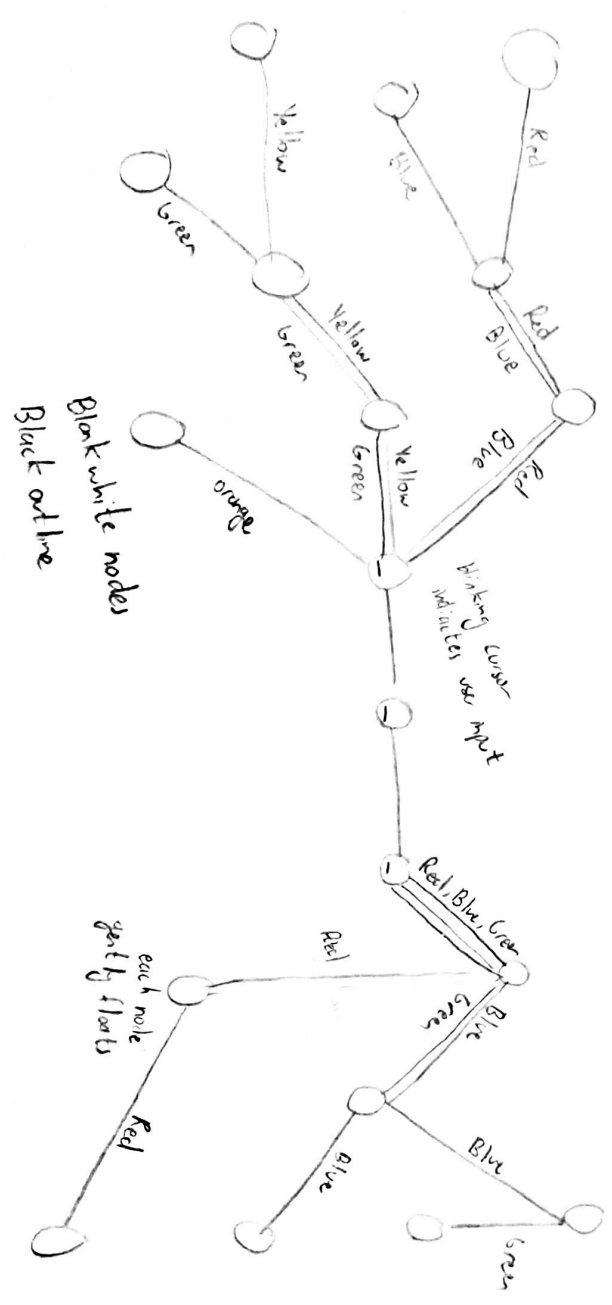 Yellow
Green
Blue
Red
Yellow
Green
Red
Blue
Yellow
Green
Blue
Red
Orange
Blank white nodes
Black outline
blinking cursor
indicates user input
Red, Blue, Green
Red
each node
gently floats
Blue
Green
Red
Blue
Blue
Green